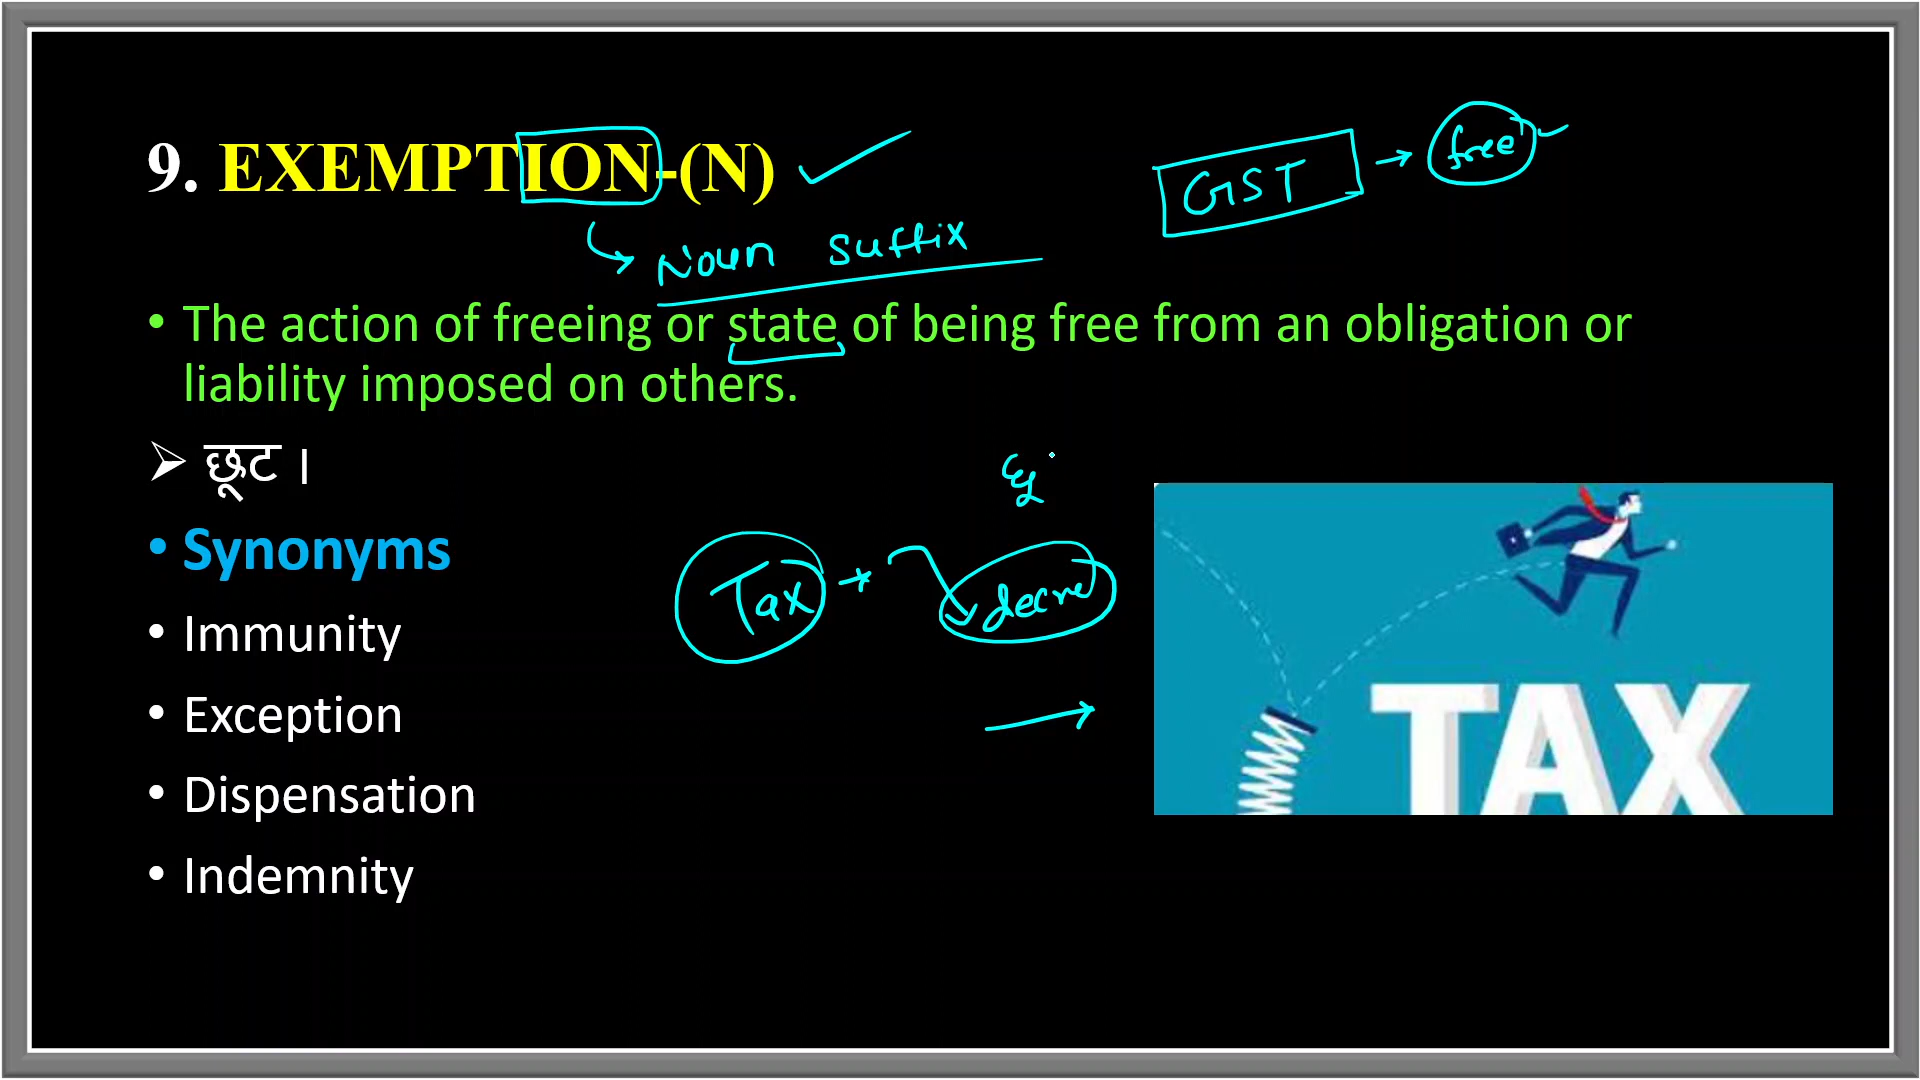 9. EXEMPTION-(N)
GST → free
Noun suffix
• The action of freeing or state of being free from an obligation or
liability imposed on others.
➢ छूट ।
• Synonyms
Tax →
• Immunity
• Exception
• Dispensation
• Indemnity
TAX